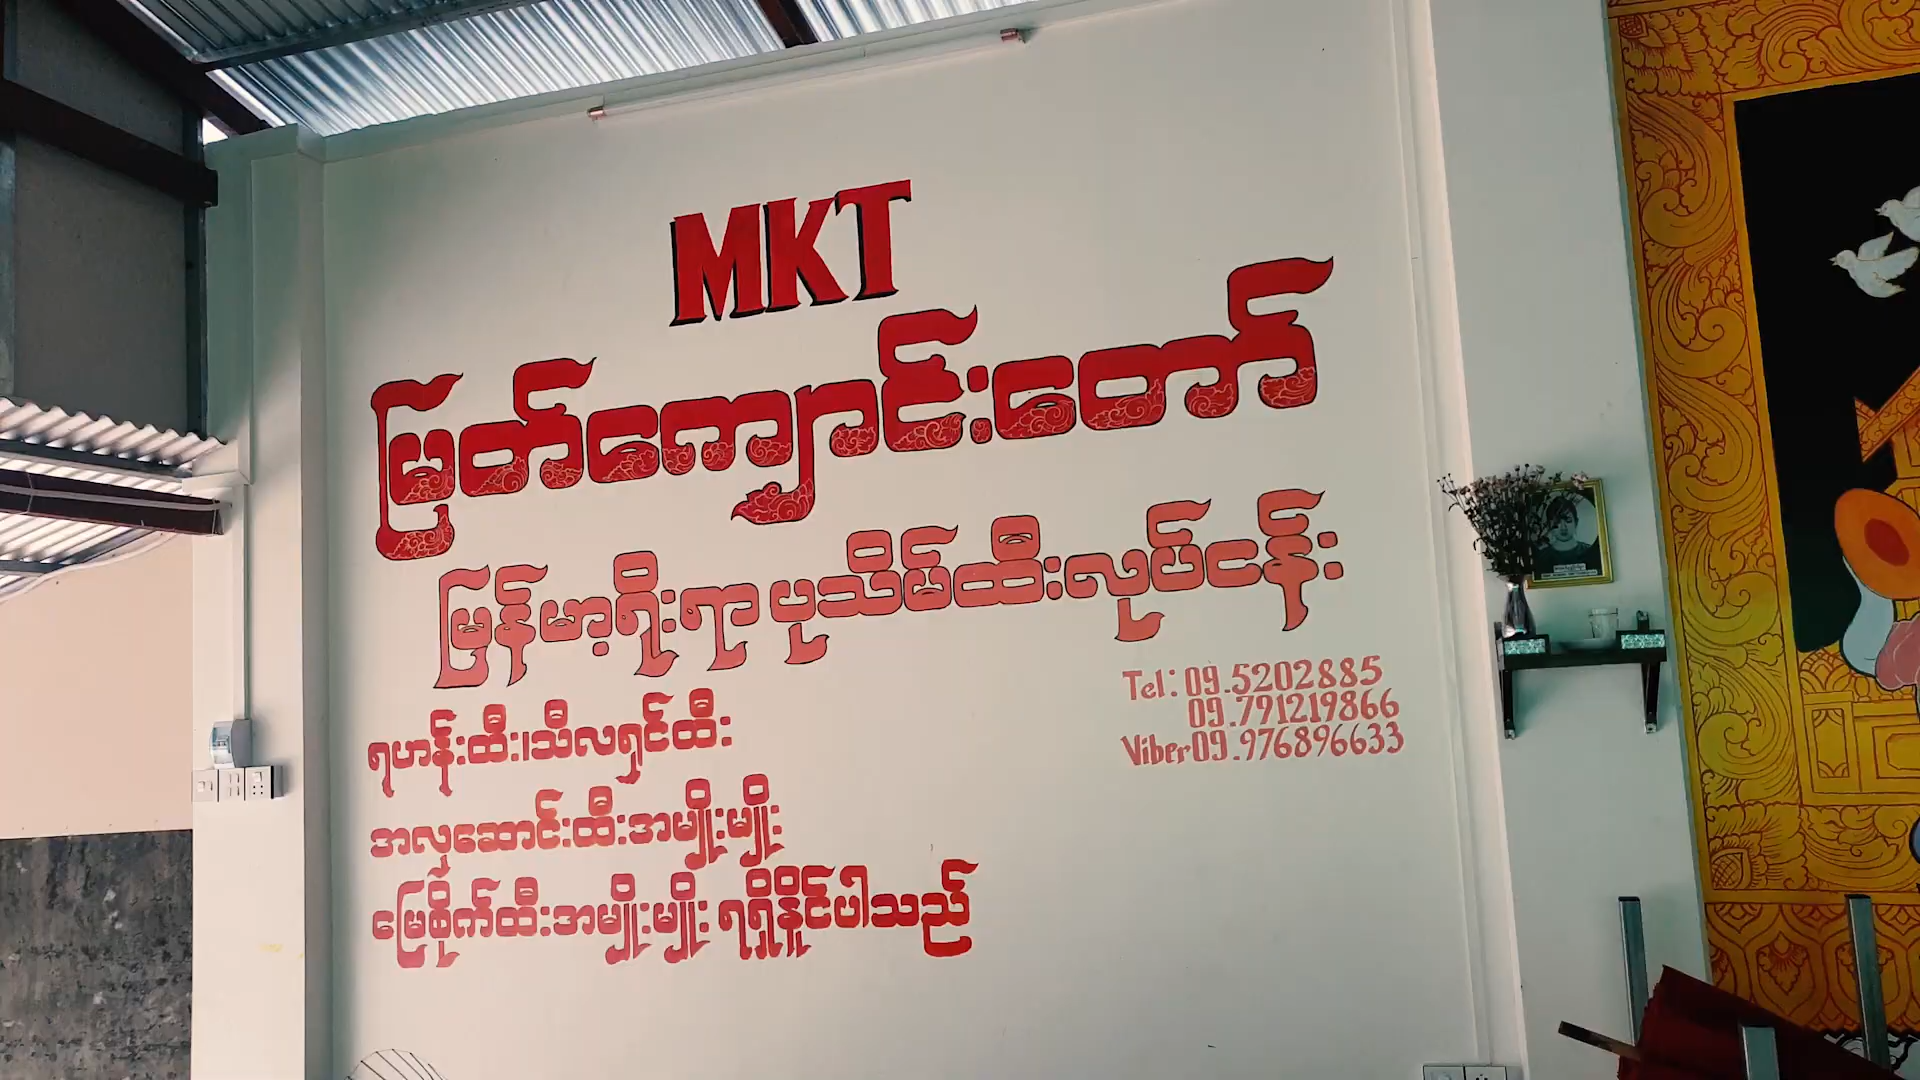 MKT
မြတ်ကျောင်းတော်
မြန်မာ့ရိုးရာ ပုသိမ်ထီးလုပ်ငန်း
Tel: 09.5202885
09.791219866
Viber 09.976896633
ရဟန်းထီး၊သီလရှင်ထီး
အလှဆောင်းထီးအမျိုးမျိုး
မြေစိုက်ထီးအမျိုးမျိုး ရရှိနိုင်ပါသည်